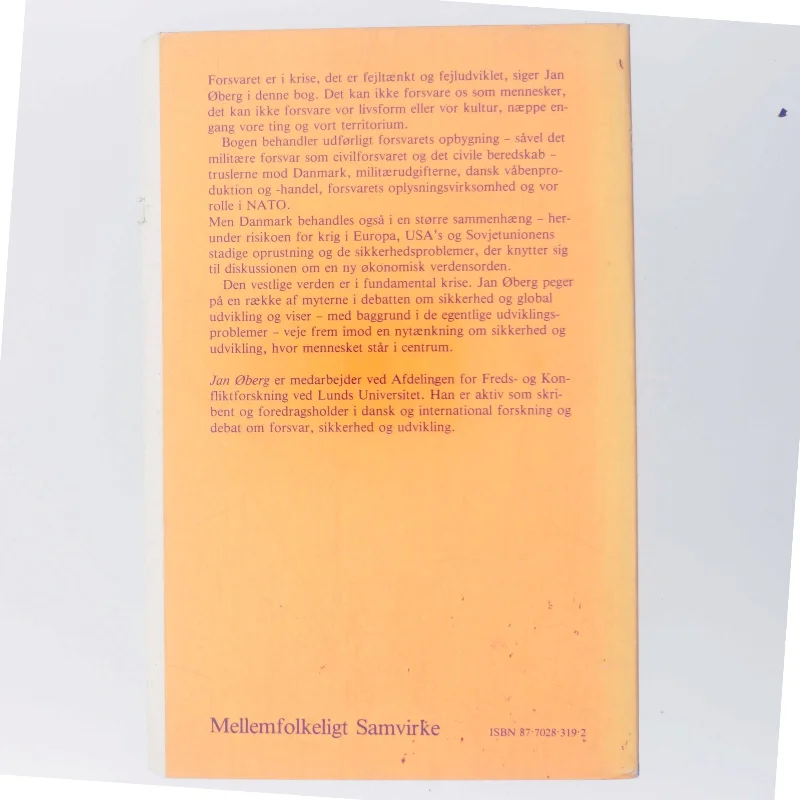 Forsvaret er i krise, det er fejltænkt og fejludviklet, siger Jan
Øberg i denne bog. Det kan ikke forsvare os som mennesker,
det kan ikke forsvare vor livsform eller vor kultur, næppe en-
gang vore ting og vort territorium.
Bogen behandler udførligt forsvarets opbygning – såvel det
militære forsvar som civilforsvaret og det civile beredskab –
truslerne mod Danmark, militærudgifterne, dansk våbenpro-
duktion og -handel, forsvarets oplysningsvirksomhed og vor
rolle i NATO.
Men Danmark behandles også i en større sammenhæng – her-
under risikoen for krig i Europa, USA's og Sovjetunionens
stadige oprustning og de sikkerhedsproblemer, der knytter sig
til diskussionen om en ny økonomisk verdensorden.
Den vestlige verden er i fundamental krise. Jan Øberg peger
på en række af myterne i debatten om sikkerhed og global
udvikling og viser – med baggrund i de egentlige udviklings-
problemer – veje frem imod en nytænkning om sikkerhed og
udvikling, hvor mennesket står i centrum.
Jan Øberg er medarbejder ved Afdelingen for Freds- og Kon-
fliktforskning ved Lunds Universitet. Han er aktiv som skri-
bent og foredragsholder i dansk og international forskning og
debat om forsvar, sikkerhed og udvikling.
Mellemfolkeligt Samvirke
ISBN 87-7028-319-2